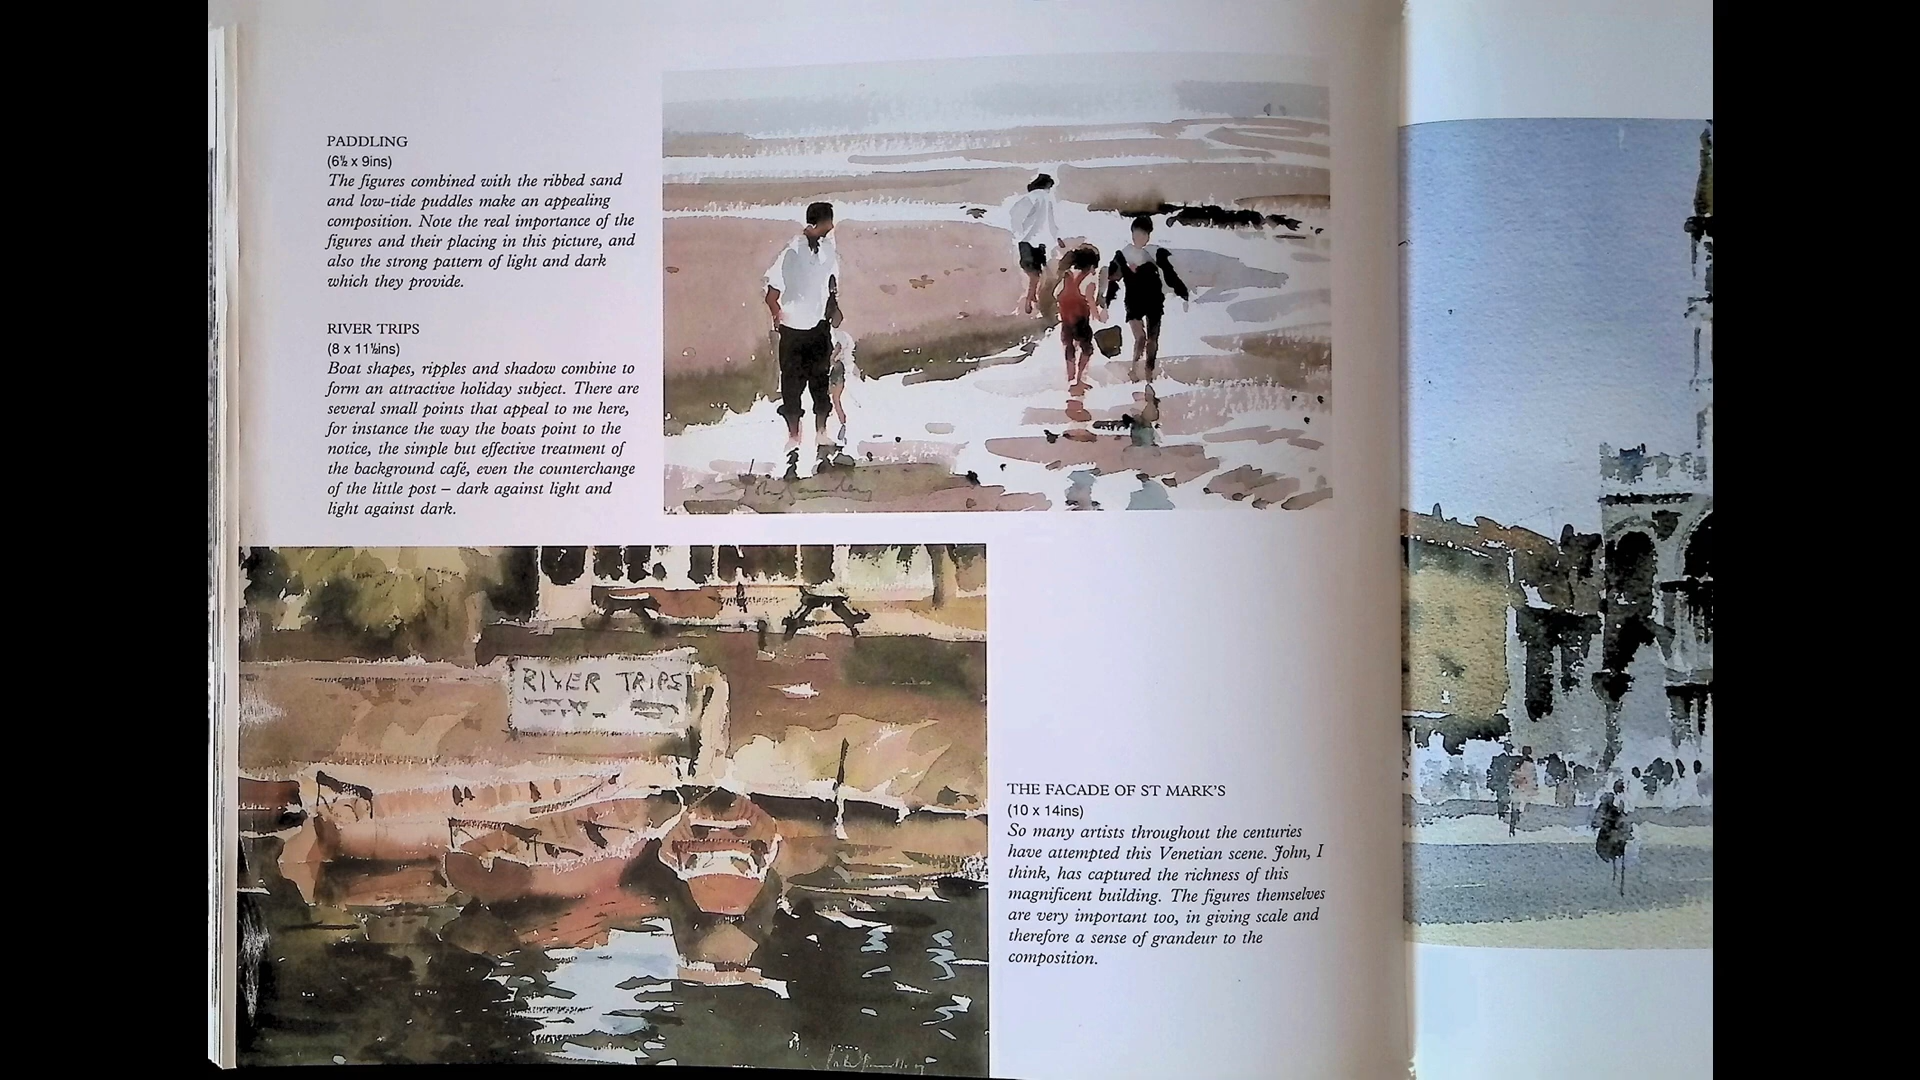 PADDLING
(6½ x 9ins)
The figures combined with the ribbed sand
and low-tide puddles make an appealing
composition. Note the real importance of the
figures and their placing in this picture, and
also the strong pattern of light and dark
which they provide.
RIVER TRIPS
(8 x 11½ins)
Boat shapes, ripples and shadow combine to
form an attractive holiday subject. There are
several small points that appeal to me here,
for instance the way the boats point to the
notice, the simple but effective treatment of
the background café, even the counterchange
of the little post – dark against light and
light against dark.
RIVER TRIPS
THE FACADE OF ST MARK'S
(10 x 14ins)
So many artists throughout the centuries
have attempted this Venetian scene. John, I
think, has captured the richness of this
magnificent building. The figures themselves
are very important too, in giving scale and
therefore a sense of grandeur to the
composition.